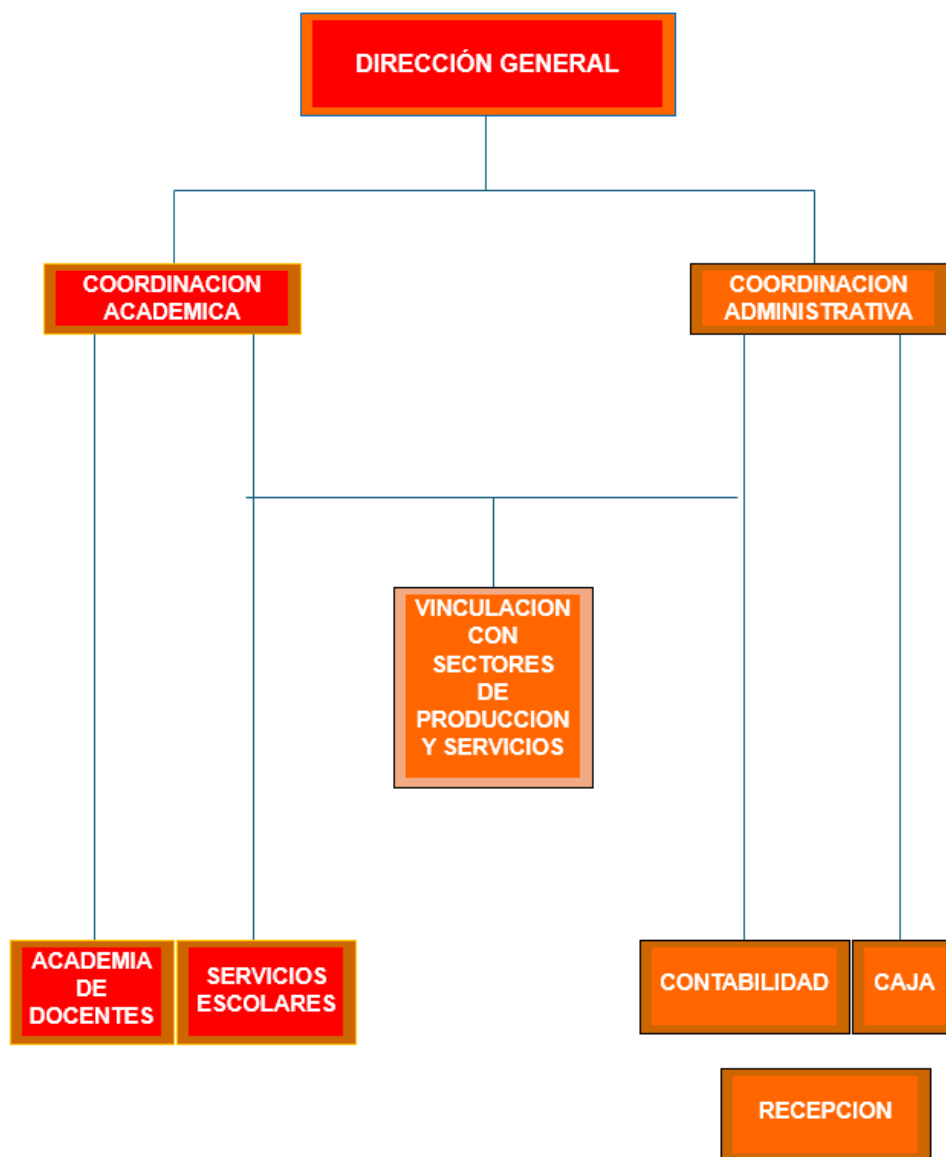 DIRECCIÓN GENERAL
COORDINACION
ACADEMICA
COORDINACION
ADMINISTRATIVA
VINCULACION
CON
SECTORES
DE
PRODUCCION
Y SERVICIOS
ACADEMIA
DE
DOCENTES
SERVICIOS
ESCOLARES
CONTABILIDAD
CAJA
RECEPCION